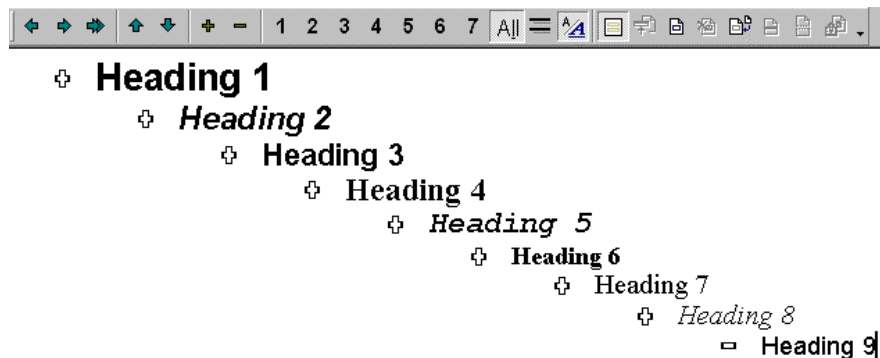 1 2 3 4 5 6 7 All A/A
Heading 1
Heading 2
Heading 3
Heading 4
Heading 5
Heading 6
Heading 7
Heading 8
Heading 9